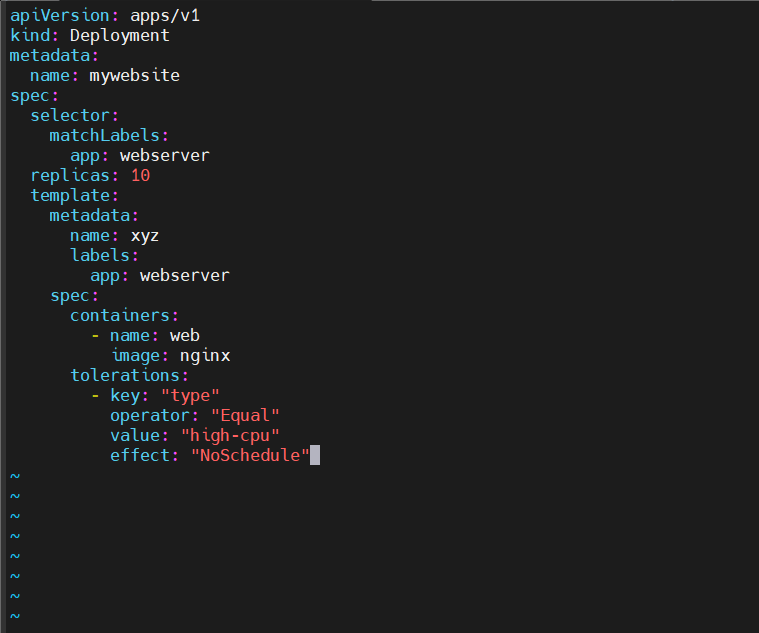 apiVersion: apps/v1
kind: Deployment
metadata:
  name: mywebsite
spec:
  selector:
    matchLabels:
      app: webserver
  replicas: 10
  template:
    metadata:
      name: xyz
      labels:
        app: webserver
    spec:
      containers:
        - name: web
          image: nginx
      tolerations:
        - key: "type"
          operator: "Equal"
          value: "high-cpu"
          effect: "NoSchedule"
~
~
~
~
~
~
~
~